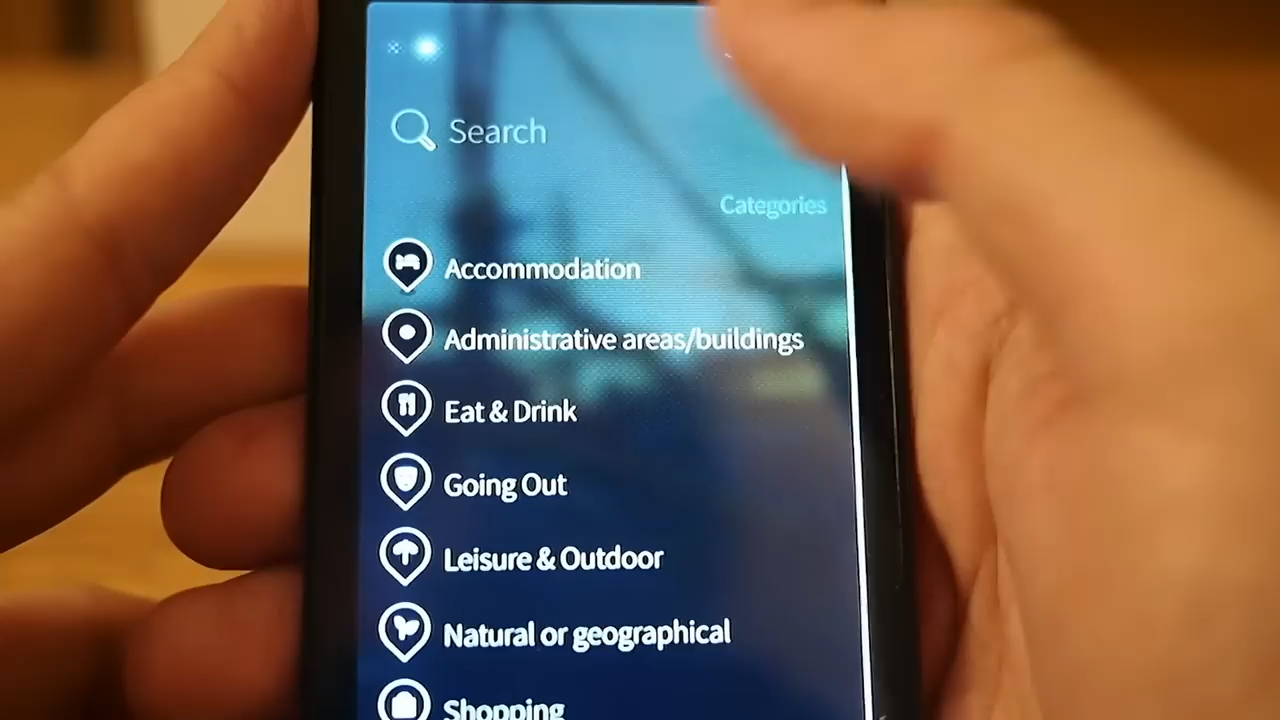 Search
Categories
Accommodation
Administrative areas/buildings
Eat & Drink
Going Out
Leisure & Outdoor
Natural or geographical
Shopping